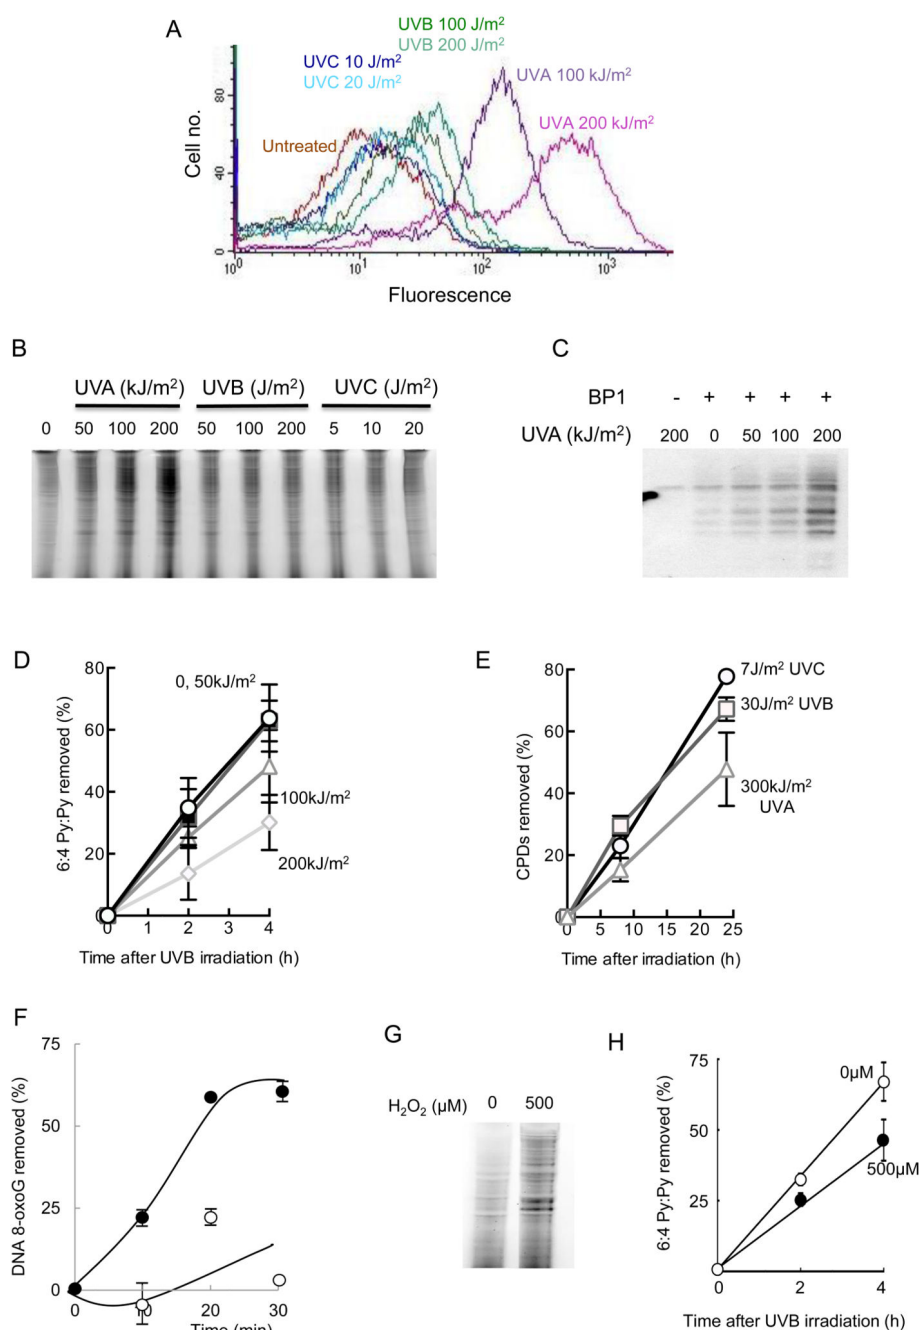 A
UVB 100 J/m²
UVB 200 J/m²
UVC 10 J/m²
UVC 20 J/m²
UVA 100 kJ/m²
UVA 200 kJ/m²
Untreated
Cell no.
80
40
0
10⁰ 10¹ 10² 10³
Fluorescence
B
UVA (kJ/m²) UVB (J/m²) UVC (J/m²)
0 50 100 200 50 100 200 5 10 20
C
BP1 - + + + +
UVA (kJ/m²) 200 0 50 100 200
D
6:4 Py:Py removed (%)
80
60
40
20
0
0, 50kJ/m²
100kJ/m²
200kJ/m²
0 1 2 3 4
Time after UVB irradiation (h)
E
CPDs removed (%)
80
60
40
20
0
7J/m² UVC
30J/m² UVB
300kJ/m²
UVA
0 5 10 15 20 25
Time after irradiation (h)
F
DNA 8-oxoG removed (%)
75
50
25
0
0 10 20 30
Time (min)
G
H₂O₂ (µM) 0 500
H
6:4 Py:Py removed (%)
75
50
25
0µM
500µM
0 2 4
Time after UVB irradiation (h)